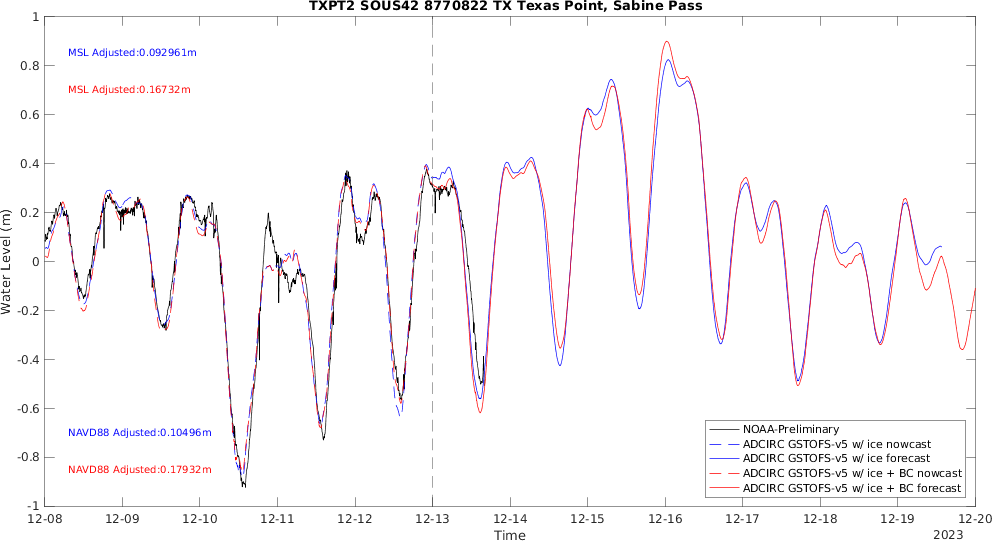 TXPT2 SOUS42 8770822 TX Texas Point, Sabine Pass
1
0.8
0.6
0.4
0.2
0
-0.2
-0.4
-0.6
-0.8
-1
Water Level (m)
MSL Adjusted:0.092961m
MSL Adjusted:0.16732m
NAVD88 Adjusted:0.10496m
NAVD88 Adjusted:0.17932m
NOAA-Preliminary
ADCIRC GSTOFS-v5 w/ ice nowcast
ADCIRC GSTOFS-v5 w/ ice forecast
ADCIRC GSTOFS-v5 w/ ice + BC nowcast
ADCIRC GSTOFS-v5 w/ ice + BC forecast
12-08 12-09 12-10 12-11 12-12 12-13 12-14 12-15 12-16 12-17 12-18 12-19 12-20
Time
2023